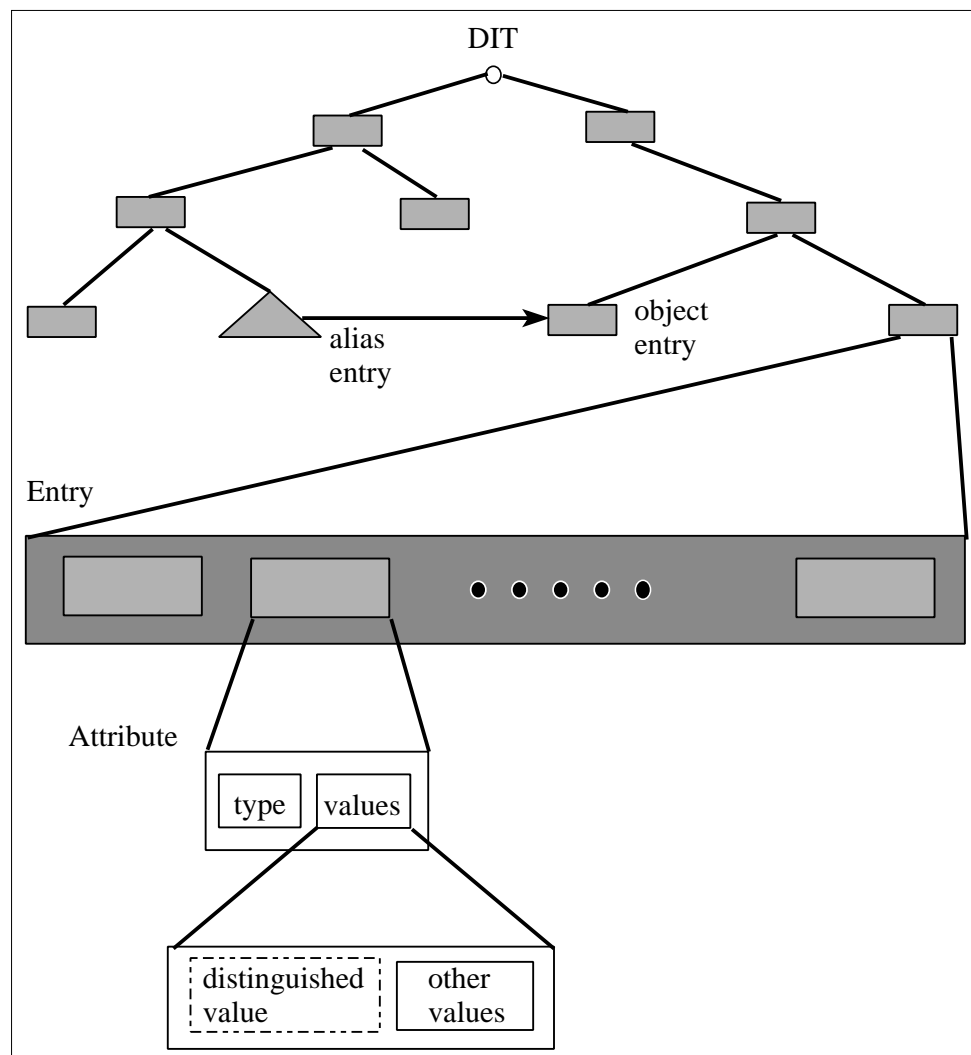 DIT
alias
entry
object
entry
Entry
Attribute
type
values
distinguished
value
other
values